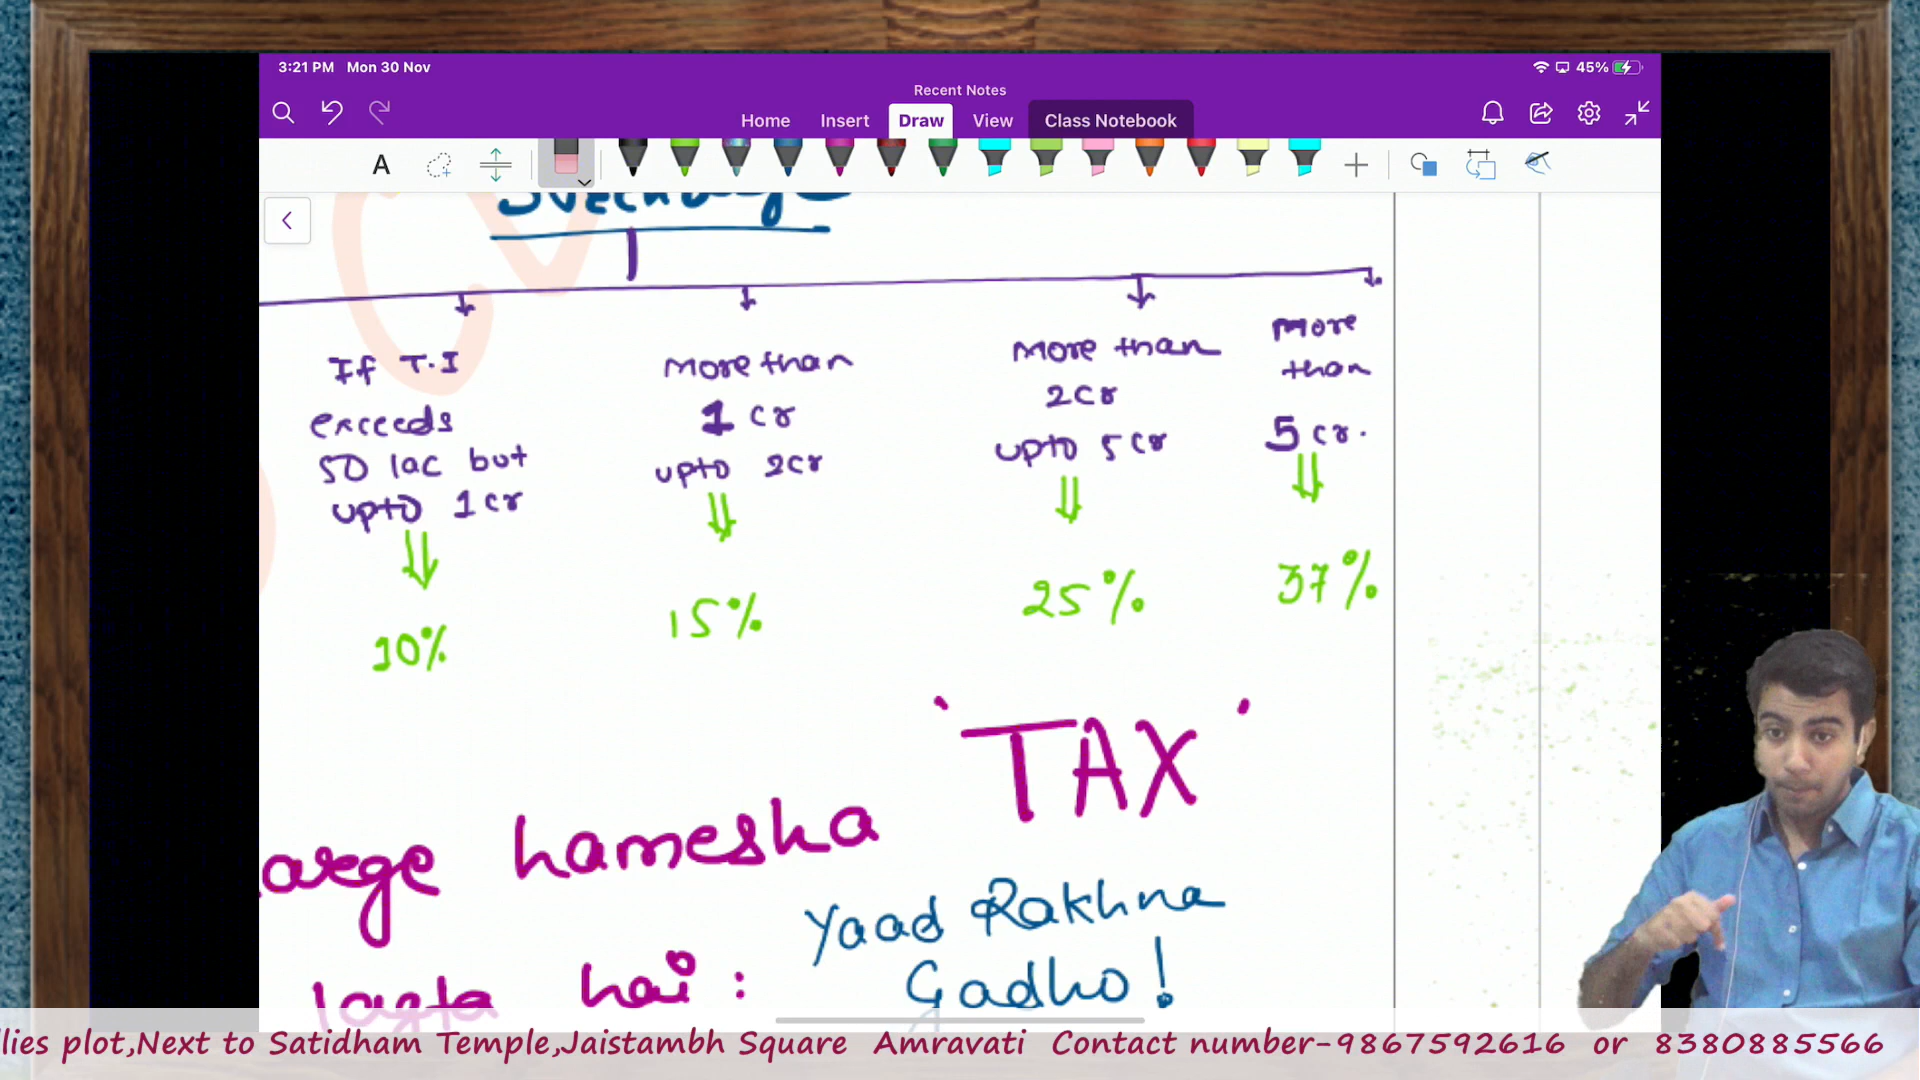 3:21 PM Mon 30 Nov
45%
Recent Notes
Home Insert Draw View Class Notebook
A
If T.I
exceeds
50 lac but
upto 1 cr
10%
More than
1 cr
upto 2cr
15%
More than
2cr
upto 5 cr
25%
More
than
5 cr.
37%
'TAX'
hamesha
lagta hai :
Yaad Rakhna
Gadho!
plot,Next to Satidham Temple,Jaistambh Square Amravati Contact number-9867592616 or 8380885566